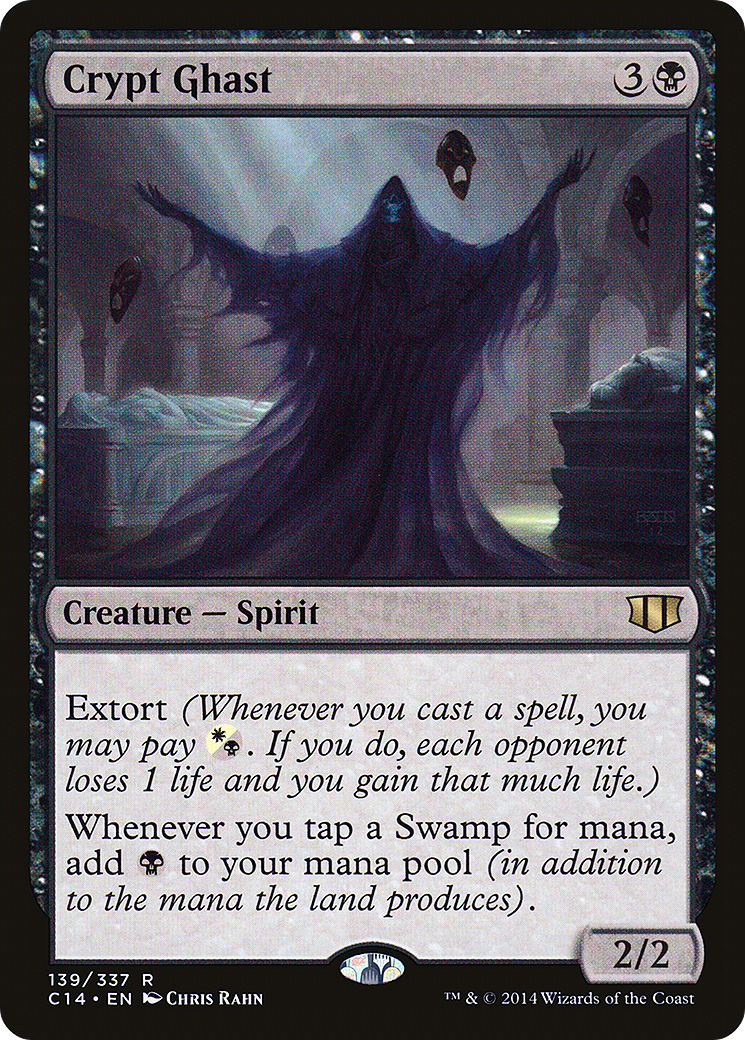 Crypt Ghast 3
Creature — Spirit
Extort (Whenever you cast a spell, you
may pay . If you do, each opponent
loses 1 life and you gain that much life.)
Whenever you tap a Swamp for mana,
add to your mana pool (in addition
to the mana the land produces).
2/2
139/337 R
C14 • EN Chris Rahn
™ & © 2014 Wizards of the Coast